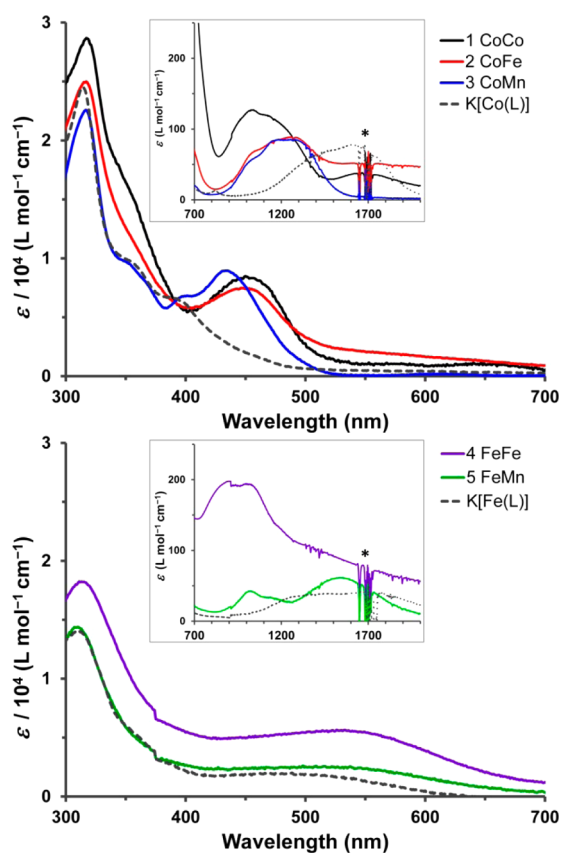 3
2
1
0
ε / 10⁴ (L mol⁻¹ cm⁻¹)
300 400 500 600 700
Wavelength (nm)
1 CoCo
2 CoFe
3 CoMn
K[Co(L)]
200
100
0
ε (L mol⁻¹ cm⁻¹)
700 1200 1700
*
3
2
1
0
ε / 10⁴ (L mol⁻¹ cm⁻¹)
300 400 500 600 700
Wavelength (nm)
4 FeFe
5 FeMn
K[Fe(L)]
200
100
0
ε (L mol⁻¹ cm⁻¹)
700 1200 1700
*